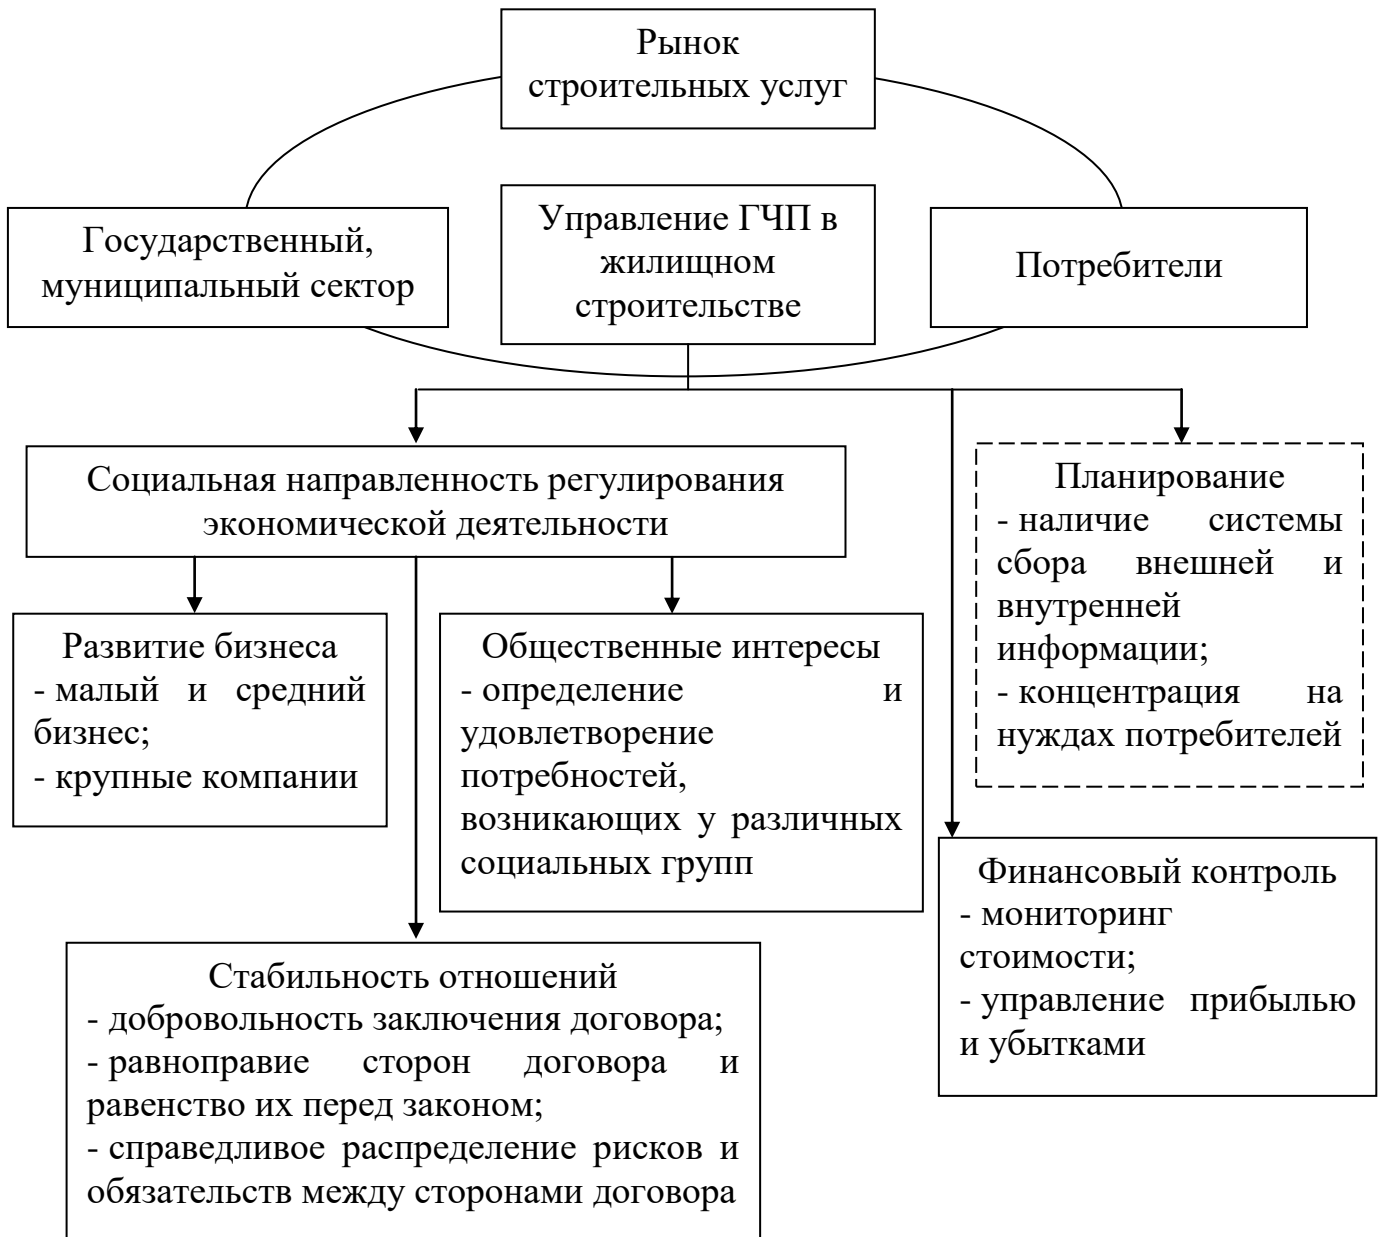 Рынок
строительных услуг
Государственный,
муниципальный сектор
Управление ГЧП в
жилищном
строительстве
Потребители
Социальная направленность регулирования
экономической деятельности
Планирование
- наличие системы
сбора внешней и
внутренней
информации;
- концентрация на
нуждах потребителей
Развитие бизнеса
- малый и средний
бизнес;
- крупные компании
Общественные интересы
- определение и
удовлетворение
потребностей,
возникающих у различных
социальных групп
Финансовый контроль
- мониторинг
стоимости;
- управление прибылью
и убытками
Стабильность отношений
- добровольность заключения договора;
- равноправие сторон договора и
равенство их перед законом;
- справедливое распределение рисков и
обязательств между сторонами договора